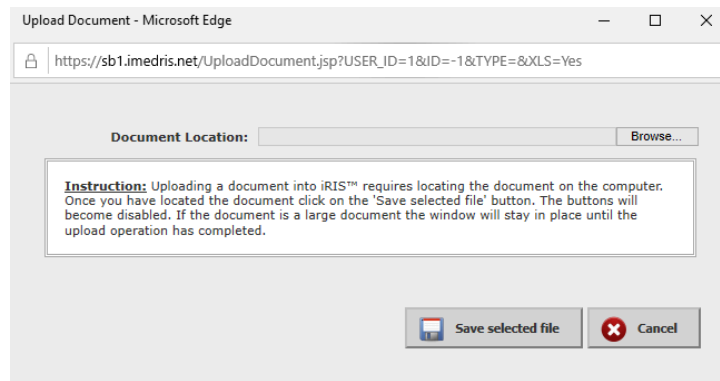 Upload Document - Microsoft Edge
https://sb1.imedris.net/UploadDocument.jsp?USER_ID=1&ID=-1&TYPE=&XLS=Yes
Document Location: Browse...
Instruction: Uploading a document into iRIS™ requires locating the document on the computer.
Once you have located the document click on the 'Save selected file' button. The buttons will
become disabled. If the document is a large document the window will stay in place until the
upload operation has completed.
Save selected file Cancel